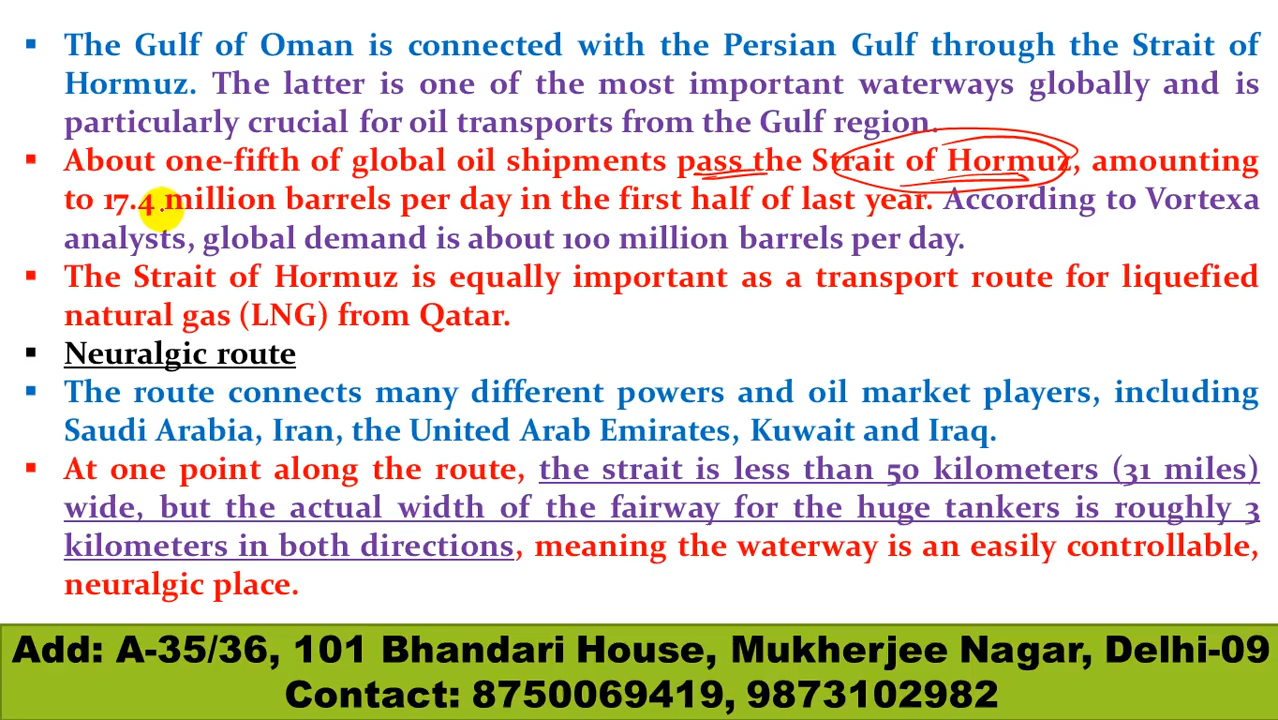 ▪ The Gulf of Oman is connected with the Persian Gulf through the Strait of
Hormuz. The latter is one of the most important waterways globally and is
particularly crucial for oil transports from the Gulf region.
▪ About one-fifth of global oil shipments pass the Strait of Hormuz, amounting
to 17.4 million barrels per day in the first half of last year. According to Vortexa
analysts, global demand is about 100 million barrels per day.
▪ The Strait of Hormuz is equally important as a transport route for liquefied
natural gas (LNG) from Qatar.
▪ Neuralgic route
▪ The route connects many different powers and oil market players, including
Saudi Arabia, Iran, the United Arab Emirates, Kuwait and Iraq.
▪ At one point along the route, the strait is less than 50 kilometers (31 miles)
wide, but the actual width of the fairway for the huge tankers is roughly 3
kilometers in both directions, meaning the waterway is an easily controllable,
neuralgic place.
Add: A-35/36, 101 Bhandari House, Mukherjee Nagar, Delhi-09
Contact: 8750069419, 9873102982